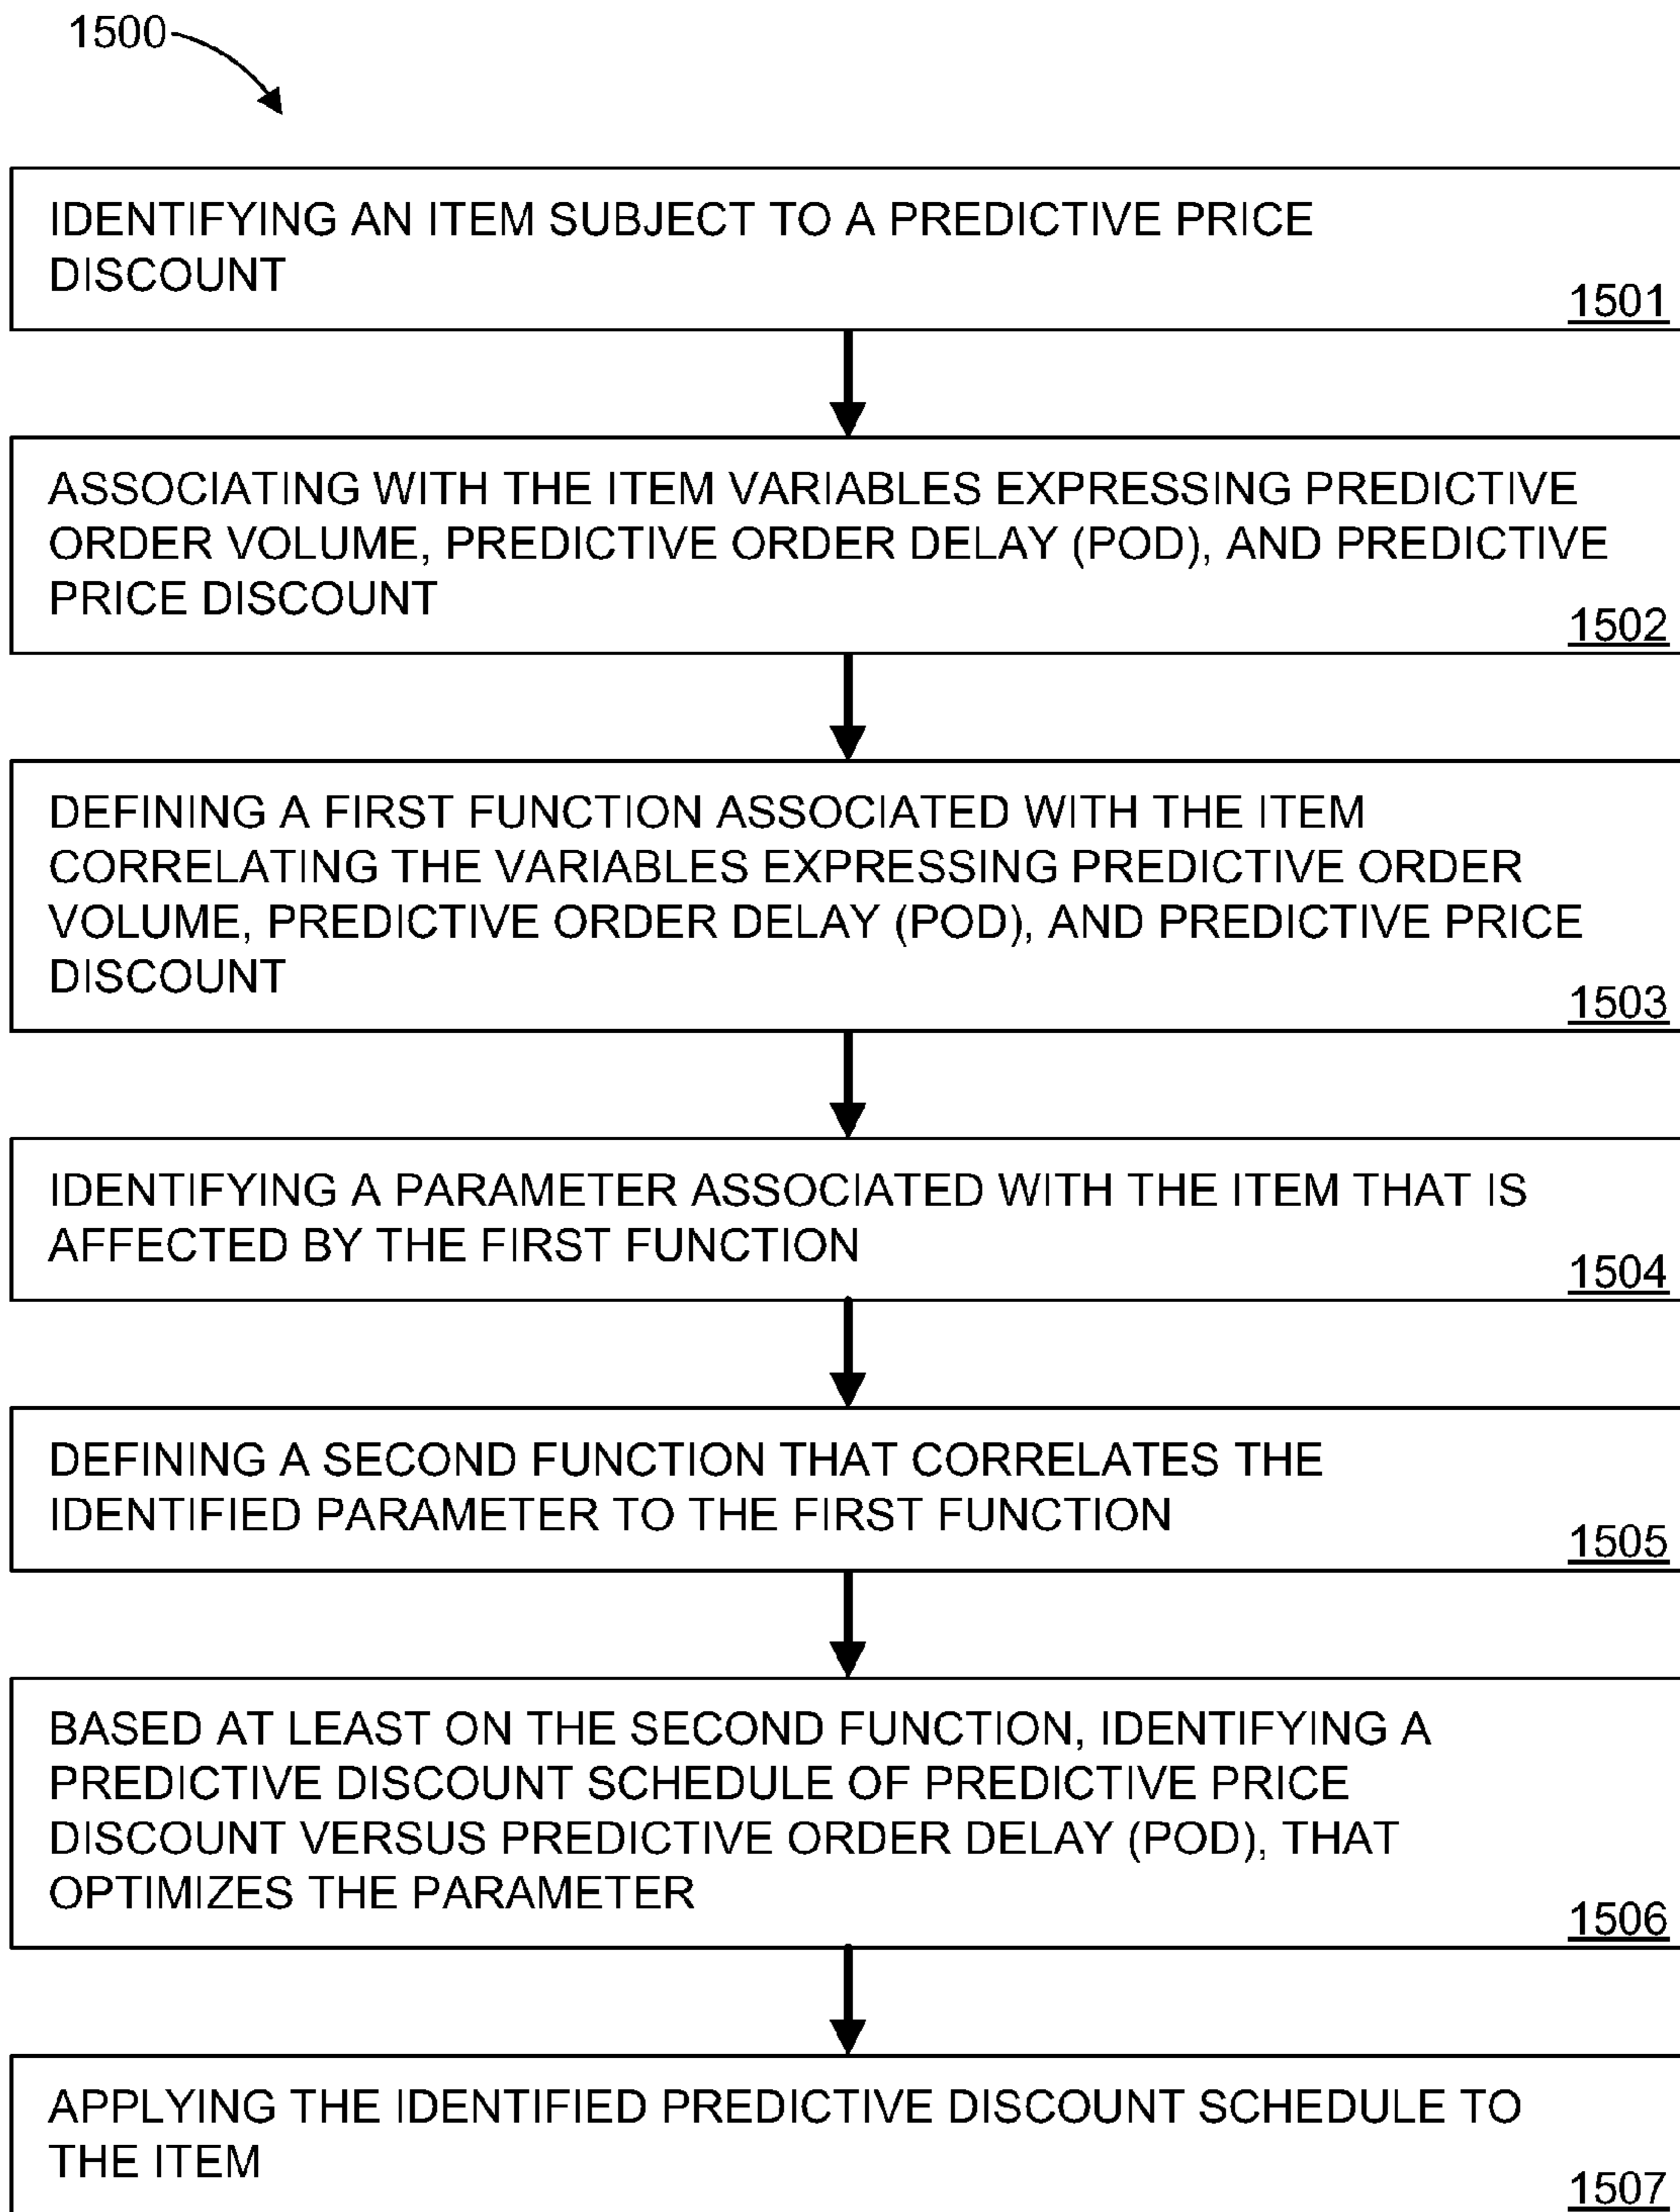 1500
IDENTIFYING AN ITEM SUBJECT TO A PREDICTIVE PRICE
DISCOUNT
1501
ASSOCIATING WITH THE ITEM VARIABLES EXPRESSING PREDICTIVE
ORDER VOLUME, PREDICTIVE ORDER DELAY (POD), AND PREDICTIVE
PRICE DISCOUNT
1502
DEFINING A FIRST FUNCTION ASSOCIATED WITH THE ITEM
CORRELATING THE VARIABLES EXPRESSING PREDICTIVE ORDER
VOLUME, PREDICTIVE ORDER DELAY (POD), AND PREDICTIVE PRICE
DISCOUNT
1503
IDENTIFYING A PARAMETER ASSOCIATED WITH THE ITEM THAT IS
AFFECTED BY THE FIRST FUNCTION
1504
DEFINING A SECOND FUNCTION THAT CORRELATES THE
IDENTIFIED PARAMETER TO THE FIRST FUNCTION
1505
BASED AT LEAST ON THE SECOND FUNCTION, IDENTIFYING A
PREDICTIVE DISCOUNT SCHEDULE OF PREDICTIVE PRICE
DISCOUNT VERSUS PREDICTIVE ORDER DELAY (POD), THAT
OPTIMIZES THE PARAMETER
1506
APPLYING THE IDENTIFIED PREDICTIVE DISCOUNT SCHEDULE TO
THE ITEM
1507